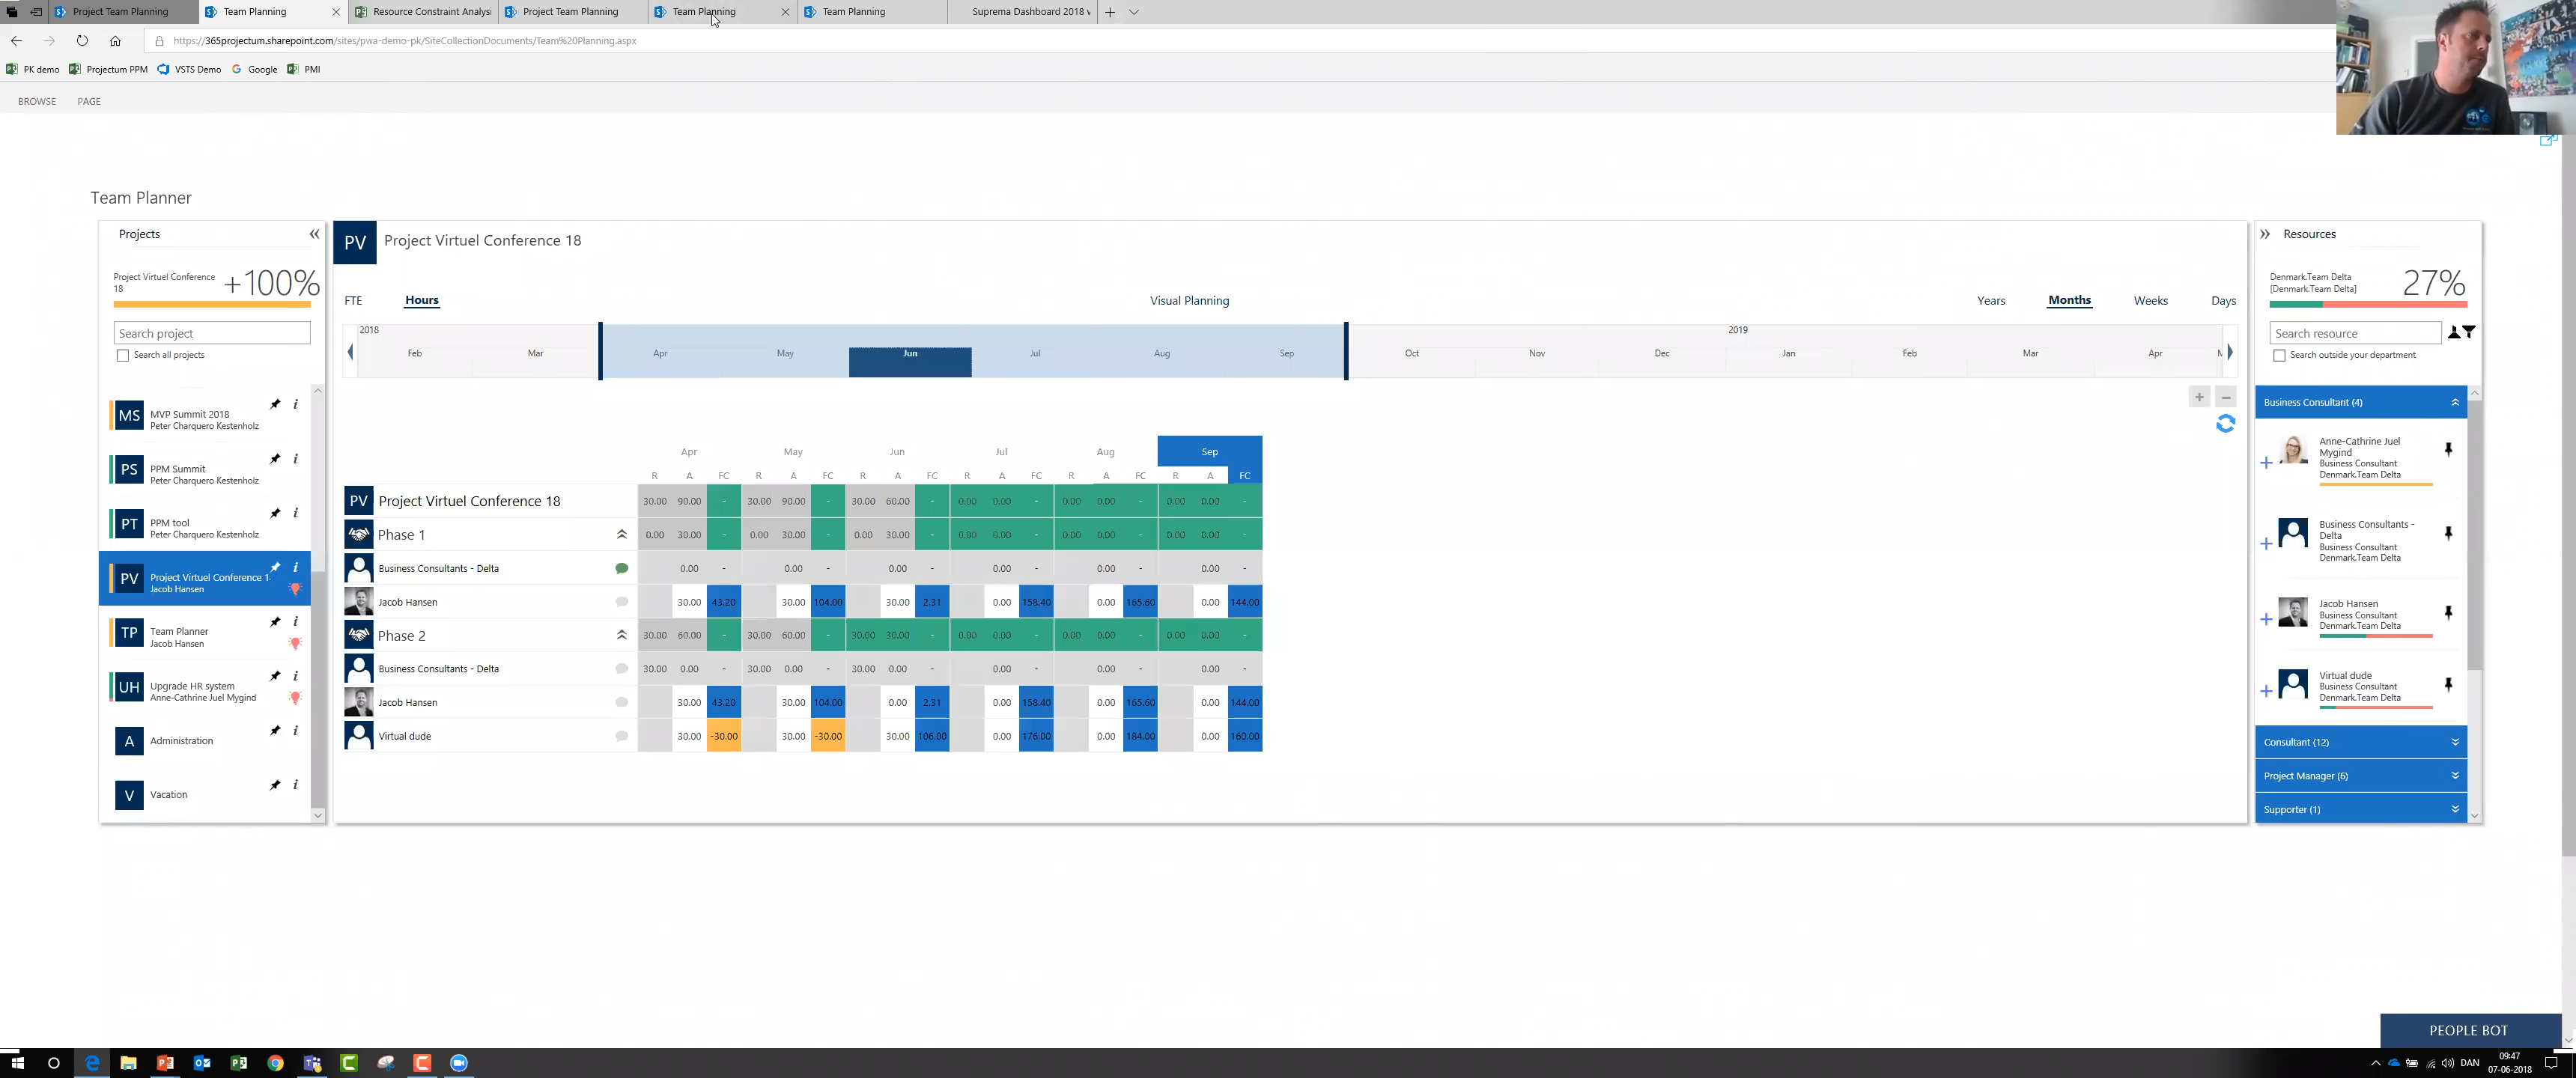 Project Team Planning
Team Planning
Resource Constraint Analysi
Project Team Planning
Team Planning
Team Planning
Suprema Dashboard 2018 v
https://365projectum.sharepoint.com/sites/pwa-demo-pk/SiteCollectionDocuments/Team%20Planning.aspx
PK demo Projectum PPM VSTS Demo Google PMI
BROWSE PAGE
Team Planner
Projects
Project Virtuel Conference
18
+100%
Search project
Search all projects
MS MVP Summit 2018
Peter Charquero Kestenholz
PS PPM Summit
Peter Charquero Kestenholz
PT PPM tool
Peter Charquero Kestenholz
PV Project Virtuel Conference 1
Jacob Hansen
TP Team Planner
Jacob Hansen
UH Upgrade HR system
Anne-Cathrine Juel Mygind
A Administration
V Vacation
PV Project Virtuel Conference 18
FTE Hours Visual Planning Years Months Weeks Days
2018 2019
Feb Mar Apr May Jun Jul Aug Sep Oct Nov Dec Jan Feb Mar Apr
+ -
Apr May Jun Jul Aug Sep
R A FC R A FC R A FC R A FC R A FC R A FC
PV Project Virtuel Conference 18 30.00 90.00 - 30.00 90.00 - 30.00 60.00 - 0.00 0.00 - 0.00 0.00 - 0.00 0.00 -
Phase 1 0.00 30.00 - 0.00 30.00 - 0.00 30.00 - 0.00 0.00 - 0.00 0.00 - 0.00 0.00 -
Business Consultants - Delta 0.00 - 0.00 - 0.00 - 0.00 - 0.00 - 0.00 -
Jacob Hansen 30.00 43.20 30.00 104.00 30.00 2.31 0.00 158.40 0.00 165.60 0.00 144.00
Phase 2 30.00 60.00 - 30.00 60.00 - 30.00 30.00 - 0.00 0.00 - 0.00 0.00 - 0.00 0.00 -
Business Consultants - Delta 30.00 0.00 - 30.00 0.00 - 30.00 0.00 - 0.00 - 0.00 - 0.00 -
Jacob Hansen 30.00 43.20 30.00 104.00 0.00 2.31 0.00 158.40 0.00 165.60 0.00 144.00
Virtual dude 30.00 -30.00 30.00 -30.00 30.00 106.00 0.00 176.00 0.00 184.00 0.00 160.00
Resources
Denmark.Team Delta
[Denmark.Team Delta]
27%
Search resource
Search outside your department
Business Consultant (4)
Anne-Cathrine Juel
Mygind
Business Consultant
Denmark.Team Delta
Business Consultants -
Delta
Business Consultant
Denmark.Team Delta
Jacob Hansen
Business Consultant
Denmark.Team Delta
Virtual dude
Business Consultant
Denmark.Team Delta
Consultant (12)
Project Manager (6)
Supporter (1)
PEOPLE BOT
DAN
09:47
07-06-2018